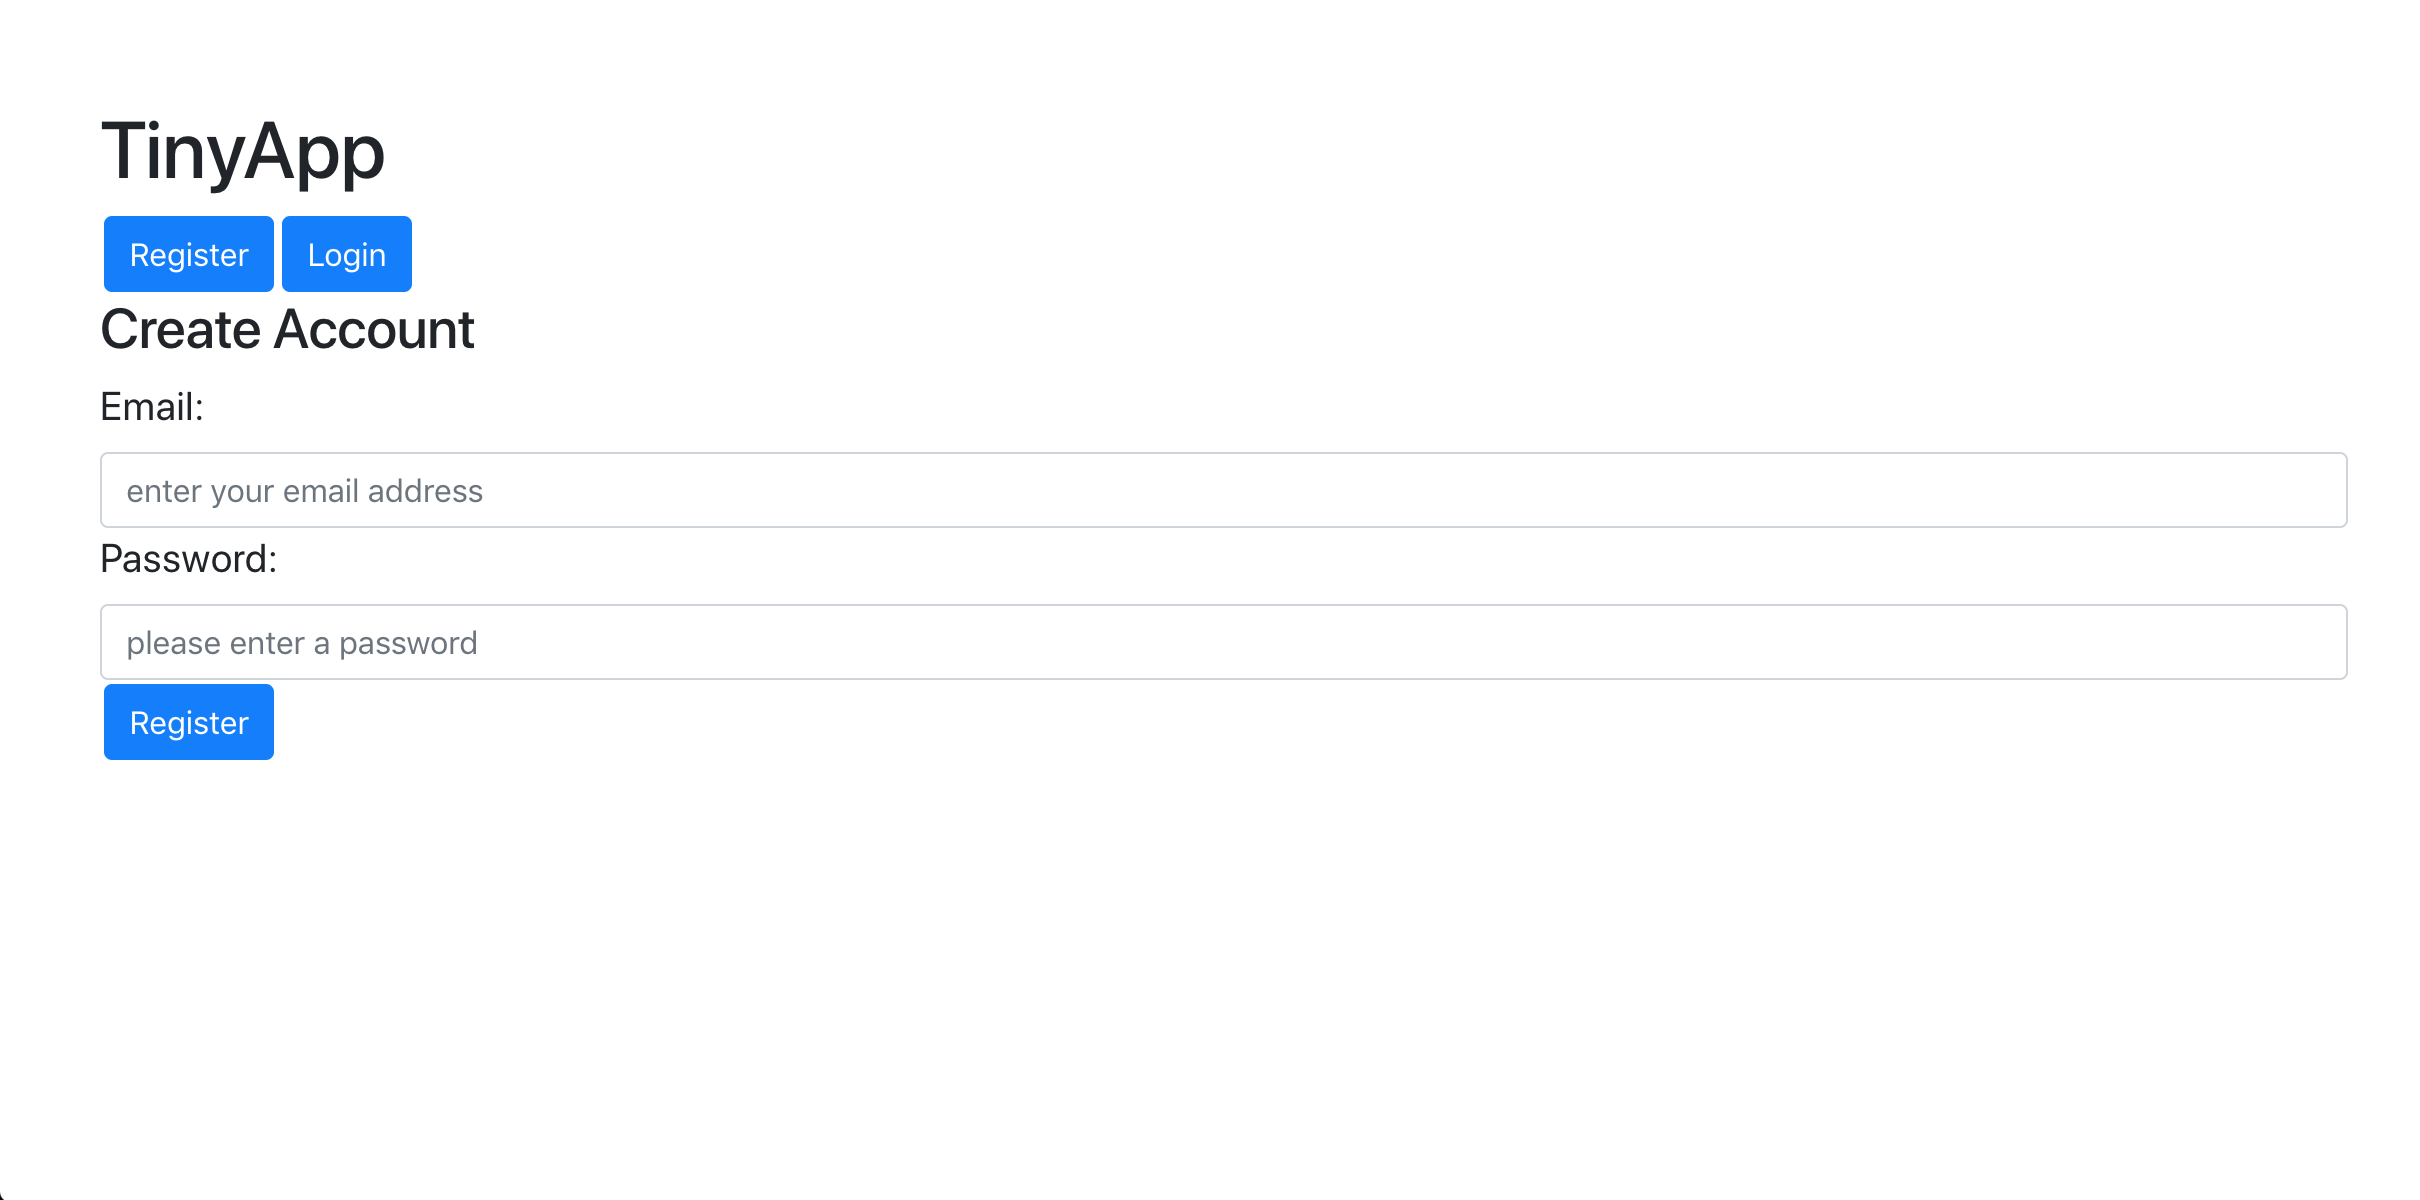 TinyApp
Register Login
Create Account
Email:
enter your email address
Password:
please enter a password
Register